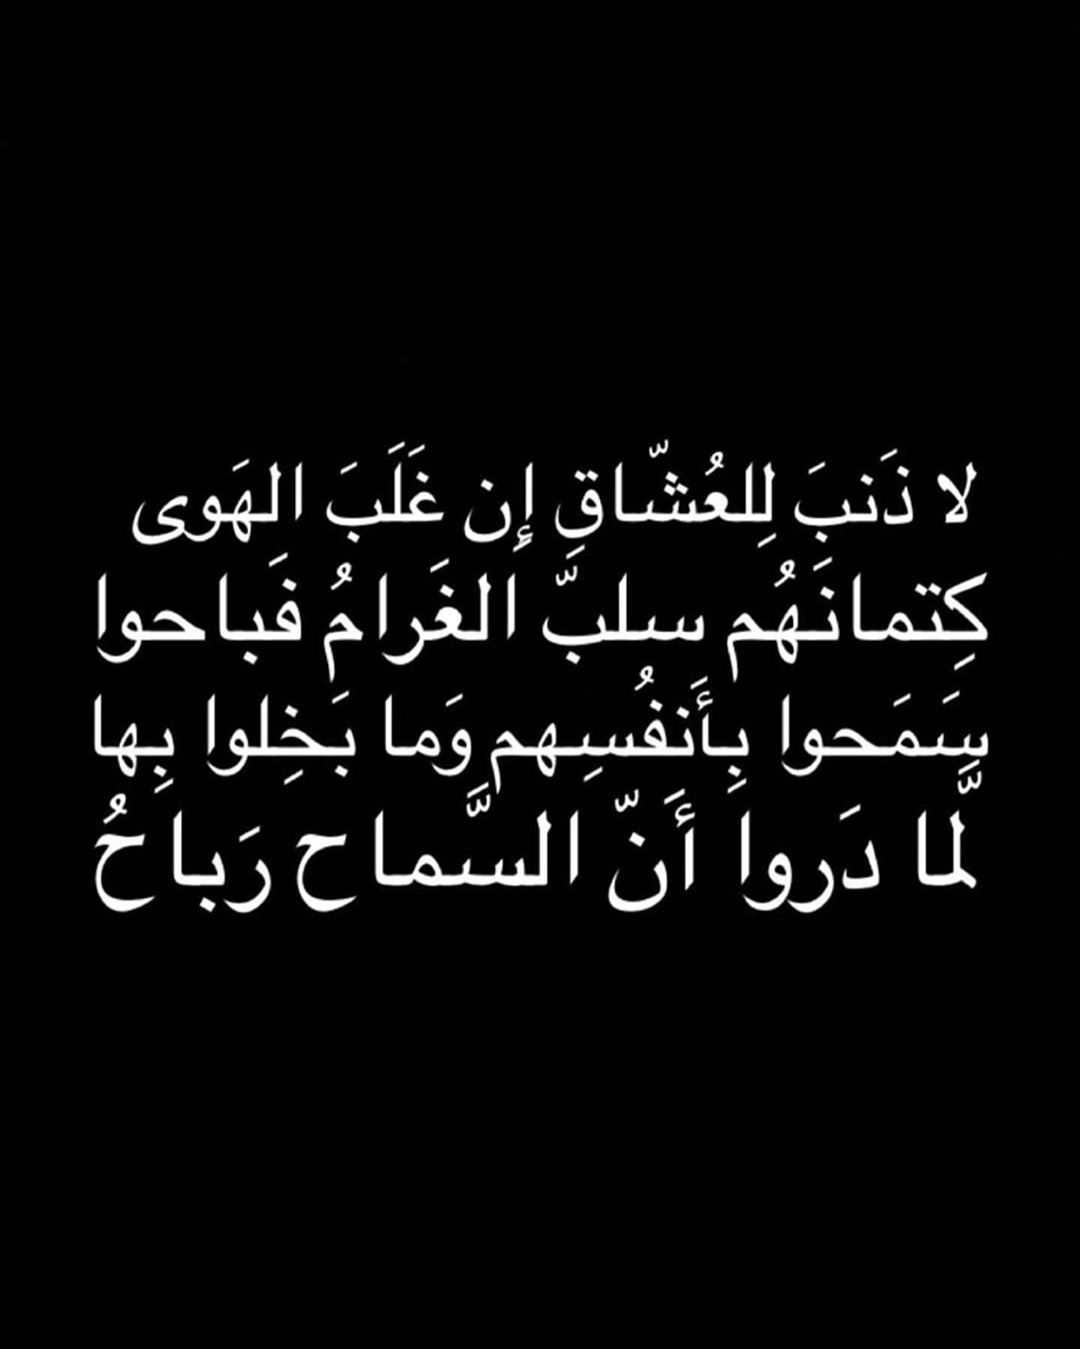 لا ذَنبَ لِلعُشّاقِ إِن غَلَبَ الهَوى
كِتمانَهُم سلبَّ الغَرامُ فَباحوا
سَمَحوا بِأَنفُسِهم وَما بَخِلوا بِها
لَّما دَروا أَنّ السَّماح رَباحُ